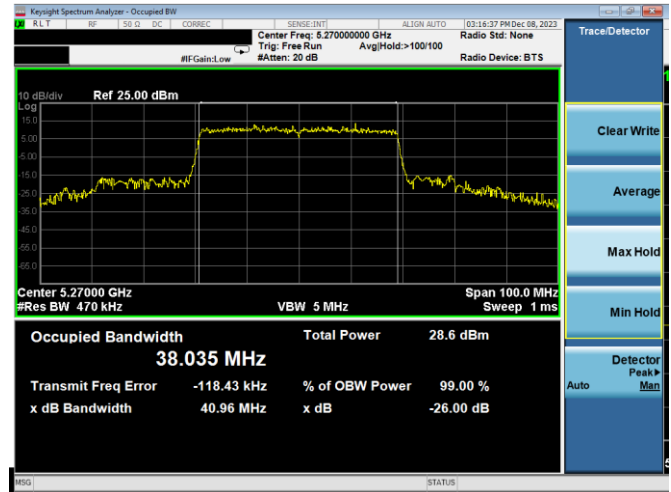 Keysight Spectrum Analyzer - Occupied BW
RLT RF 50 Ω DC CORREC SENSE:INT ALIGN AUTO 03:16:37 PM Dec 08, 2023
Center Freq: 5.270000000 GHz Radio Std: None
Trig: Free Run Avg|Hold:>100/100
#IFGain:Low #Atten: 20 dB Radio Device: BTS
Trace/Detector
10 dB/div Ref 25.00 dBm
Log
15.0
5.00
-5.00
-15.0
-25.0
-35.0
-45.0
-55.0
-65.0
Center 5.27000 GHz Span 100.0 MHz
#Res BW 470 kHz VBW 5 MHz Sweep 1 ms
Occupied Bandwidth Total Power 28.6 dBm
38.035 MHz
Transmit Freq Error -118.43 kHz % of OBW Power 99.00 %
x dB Bandwidth 40.96 MHz x dB -26.00 dB
Clear Write
Average
Max Hold
Min Hold
Detector
Peak▶
Auto Man
MSG STATUS